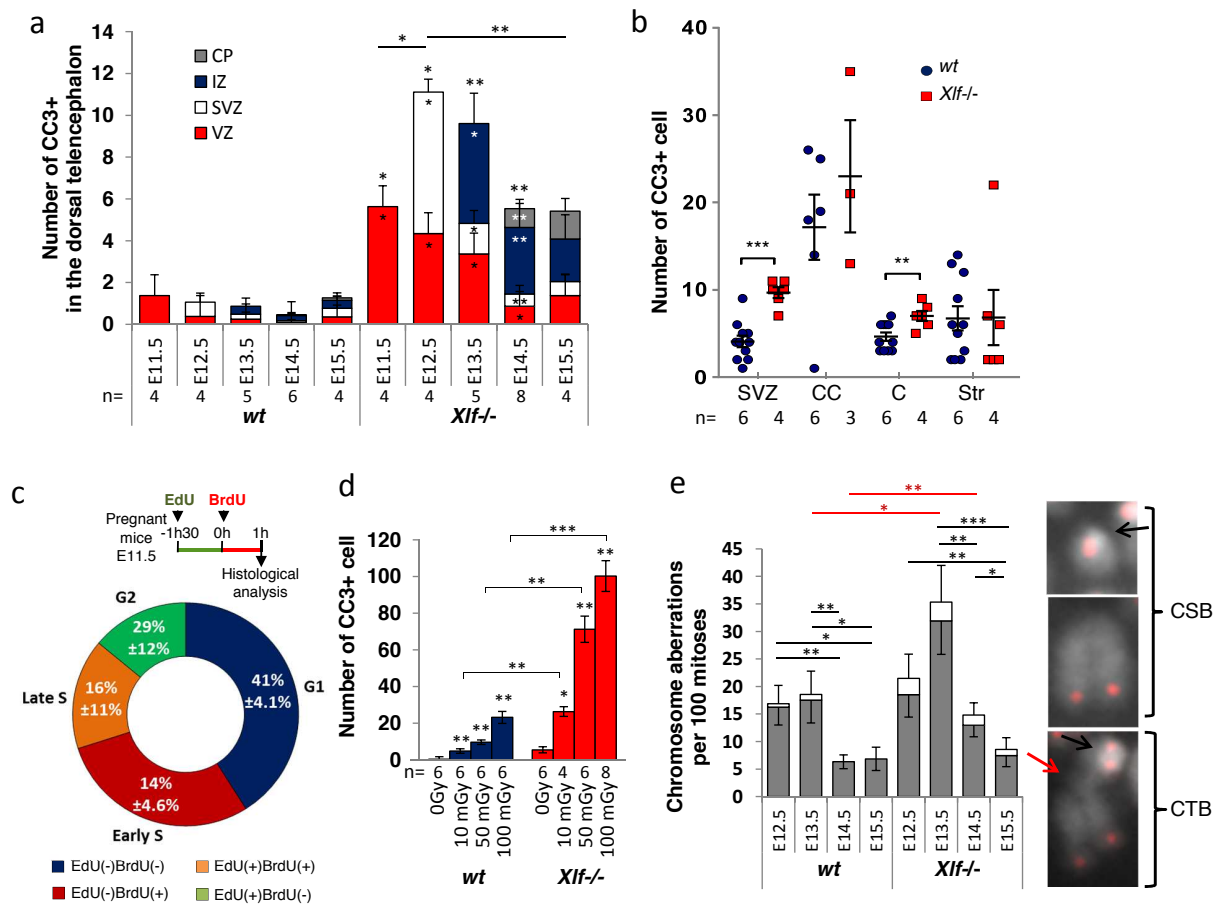 a
14
12
10
8
6
4
2
0
Number of CC3+
in the dorsal telencephalon
CP
IZ
SVZ
VZ
*
**
*
*
*
*
*
*
**
*
*
*
**
**
**
**
*
E11.5
E12.5
E13.5
E14.5
E15.5
E11.5
E12.5
E13.5
E14.5
E15.5
n= 4 4 5 6 4 4 4 5 8 4
wt
Xlf-/-
b
40
30
20
10
0
Number of CC3+ cell
wt
Xlf-/-
***
**
SVZ CC C Str
n= 6 4 6 3 6 4 6 4
c
EdU BrdU
Pregnant
mice
E11.5
-1h30 0h 1h
Histological
analysis
G2
29%
±12%
41%
±4.1%
G1
Late S
16%
±11%
14%
±4.6%
Early S
EdU(-)BrdU(-)
EdU(+)BrdU(+)
EdU(-)BrdU(+)
EdU(+)BrdU(-)
d
120
100
80
60
40
20
0
Number of CC3+ cell
***
**
**
**
**
**
*
**
**
n= 6 6 6 6 6 4 6 8
0Gy
10 mGy
50 mGy
100 mGy
0Gy
10 mGy
50 mGy
100 mGy
wt
Xlf-/-
e
45
40
35
30
25
20
15
10
5
0
Chromosome aberrations
per 100 mitoses
**
*
***
**
**
*
**
*
*
**
E12.5
E13.5
E14.5
E15.5
E12.5
E13.5
E14.5
E15.5
wt
Xlf-/-
CSB
CTB